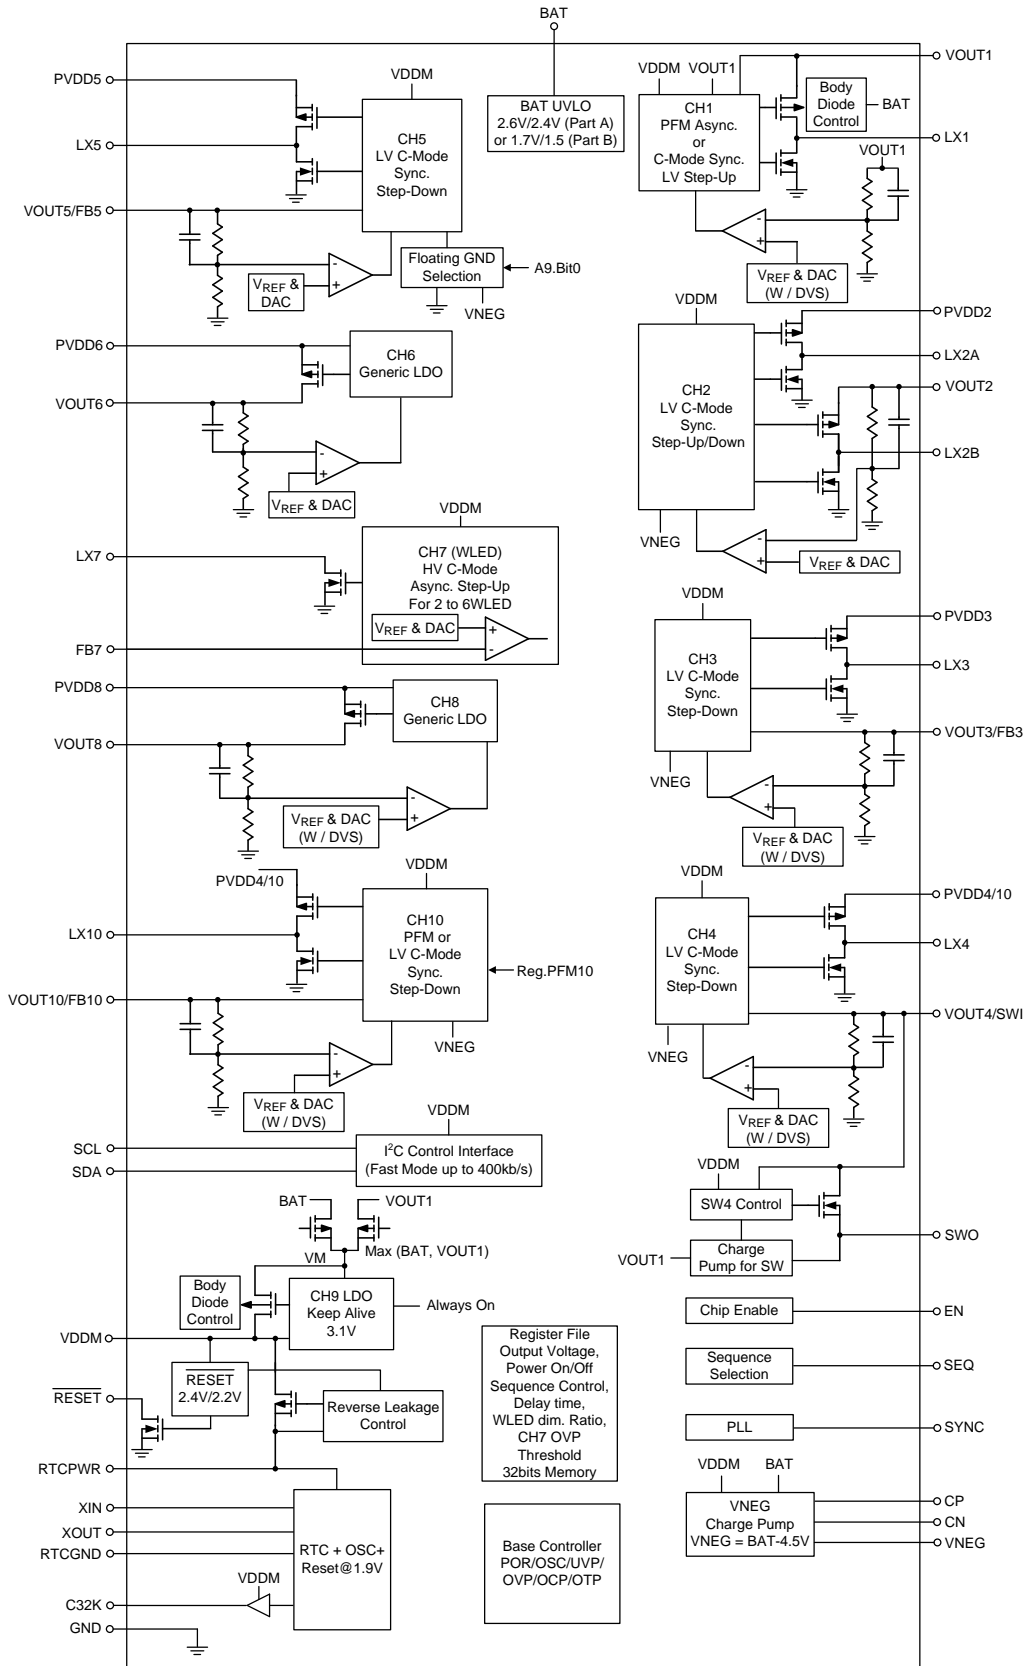 BAT
PVDD5
LX5
VOUT5/FB5
VDDM
CH5
LV C-Mode
Sync.
Step-Down
Floating GND
Selection
A9.Bit0
VNEG
VREF &
DAC
-
+
BAT UVLO
2.6V/2.4V (Part A)
or 1.7V/1.5 (Part B)
VDDM
VOUT1
CH1
PFM Async.
or
C-Mode Sync.
LV Step-Up
Body
Diode
Control
BAT
VOUT1
LX1
VOUT1
-
+
VREF & DAC
(W / DVS)
PVDD6
VOUT6
CH6
Generic LDO
-
+
VREF & DAC
VDDM
CH2
LV C-Mode
Sync.
Step-Up/Down
VNEG
PVDD2
LX2A
VOUT2
LX2B
-
+
VREF & DAC
LX7
FB7
VDDM
CH7 (WLED)
HV C-Mode
Async. Step-Up
For 2 to 6WLED
VREF & DAC
+
-
VDDM
CH3
LV C-Mode
Sync.
Step-Down
VNEG
PVDD3
LX3
VOUT3/FB3
-
+
VREF & DAC
(W / DVS)
PVDD8
VOUT8
CH8
Generic LDO
-
+
VREF & DAC
(W / DVS)
PVDD4/10
LX10
VOUT10/FB10
VDDM
CH10
PFM or
LV C-Mode
Sync.
Step-Down
Reg.PFM10
VNEG
-
+
VREF & DAC
(W / DVS)
VDDM
CH4
LV C-Mode
Sync.
Step-Down
VNEG
PVDD4/10
LX4
VOUT4/SWI
-
+
VREF & DAC
(W / DVS)
SCL
SDA
VDDM
I2C Control Interface
(Fast Mode up to 400kb/s)
VDDM
SW4 Control
VOUT1
Charge
Pump for SW
SWO
BAT
VOUT1
VM
Max (BAT, VOUT1)
Body
Diode
Control
CH9 LDO
Keep Alive
3.1V
Always On
VDDM
RESET
2.4V/2.2V
RESET
Reverse Leakage
Control
RTCPWR
Register File
Output Voltage,
Power On/Off
Sequence Control,
Delay time,
WLED dim. Ratio,
CH7 OVP
Threshold
32bits Memory
Chip Enable
EN
Sequence
Selection
SEQ
PLL
SYNC
VDDM
BAT
VNEG
Charge Pump
VNEG = BAT-4.5V
CP
CN
VNEG
XIN
XOUT
RTCGND
RTC + OSC+
Reset@1.9V
VDDM
C32K
GND
Base Controller
POR/OSC/UVP/
OVP/OCP/OTP